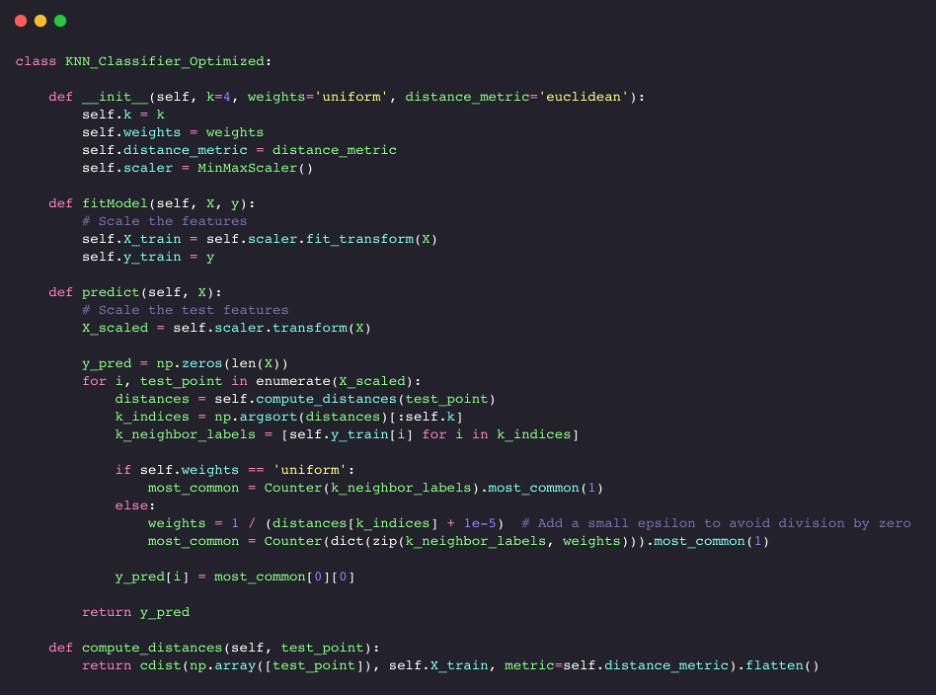 class KNN_Classifier_Optimized:
    def __init__(self, k=4, weights='uniform', distance_metric='euclidean'):
        self.k = k
        self.weights = weights
        self.distance_metric = distance_metric
        self.scaler = MinMaxScaler()
    def fitModel(self, X, y):
        # Scale the features
        self.X_train = self.scaler.fit_transform(X)
        self.y_train = y
    def predict(self, X):
        # Scale the test features
        X_scaled = self.scaler.transform(X)
        y_pred = np.zeros(len(X))
        for i, test_point in enumerate(X_scaled):
            distances = self.compute_distances(test_point)
            k_indices = np.argsort(distances)[:self.k]
            k_neighbor_labels = [self.y_train[i] for i in k_indices]
            if self.weights == 'uniform':
                most_common = Counter(k_neighbor_labels).most_common(1)
            else:
                weights = 1 / (distances[k_indices] + 1e-5)  # Add a small epsilon to avoid division by zero
                most_common = Counter(dict(zip(k_neighbor_labels, weights))).most_common(1)
            y_pred[i] = most_common[0][0]
        return y_pred
    def compute_distances(self, test_point):
        return cdist(np.array([test_point]), self.X_train, metric=self.distance_metric).flatten()